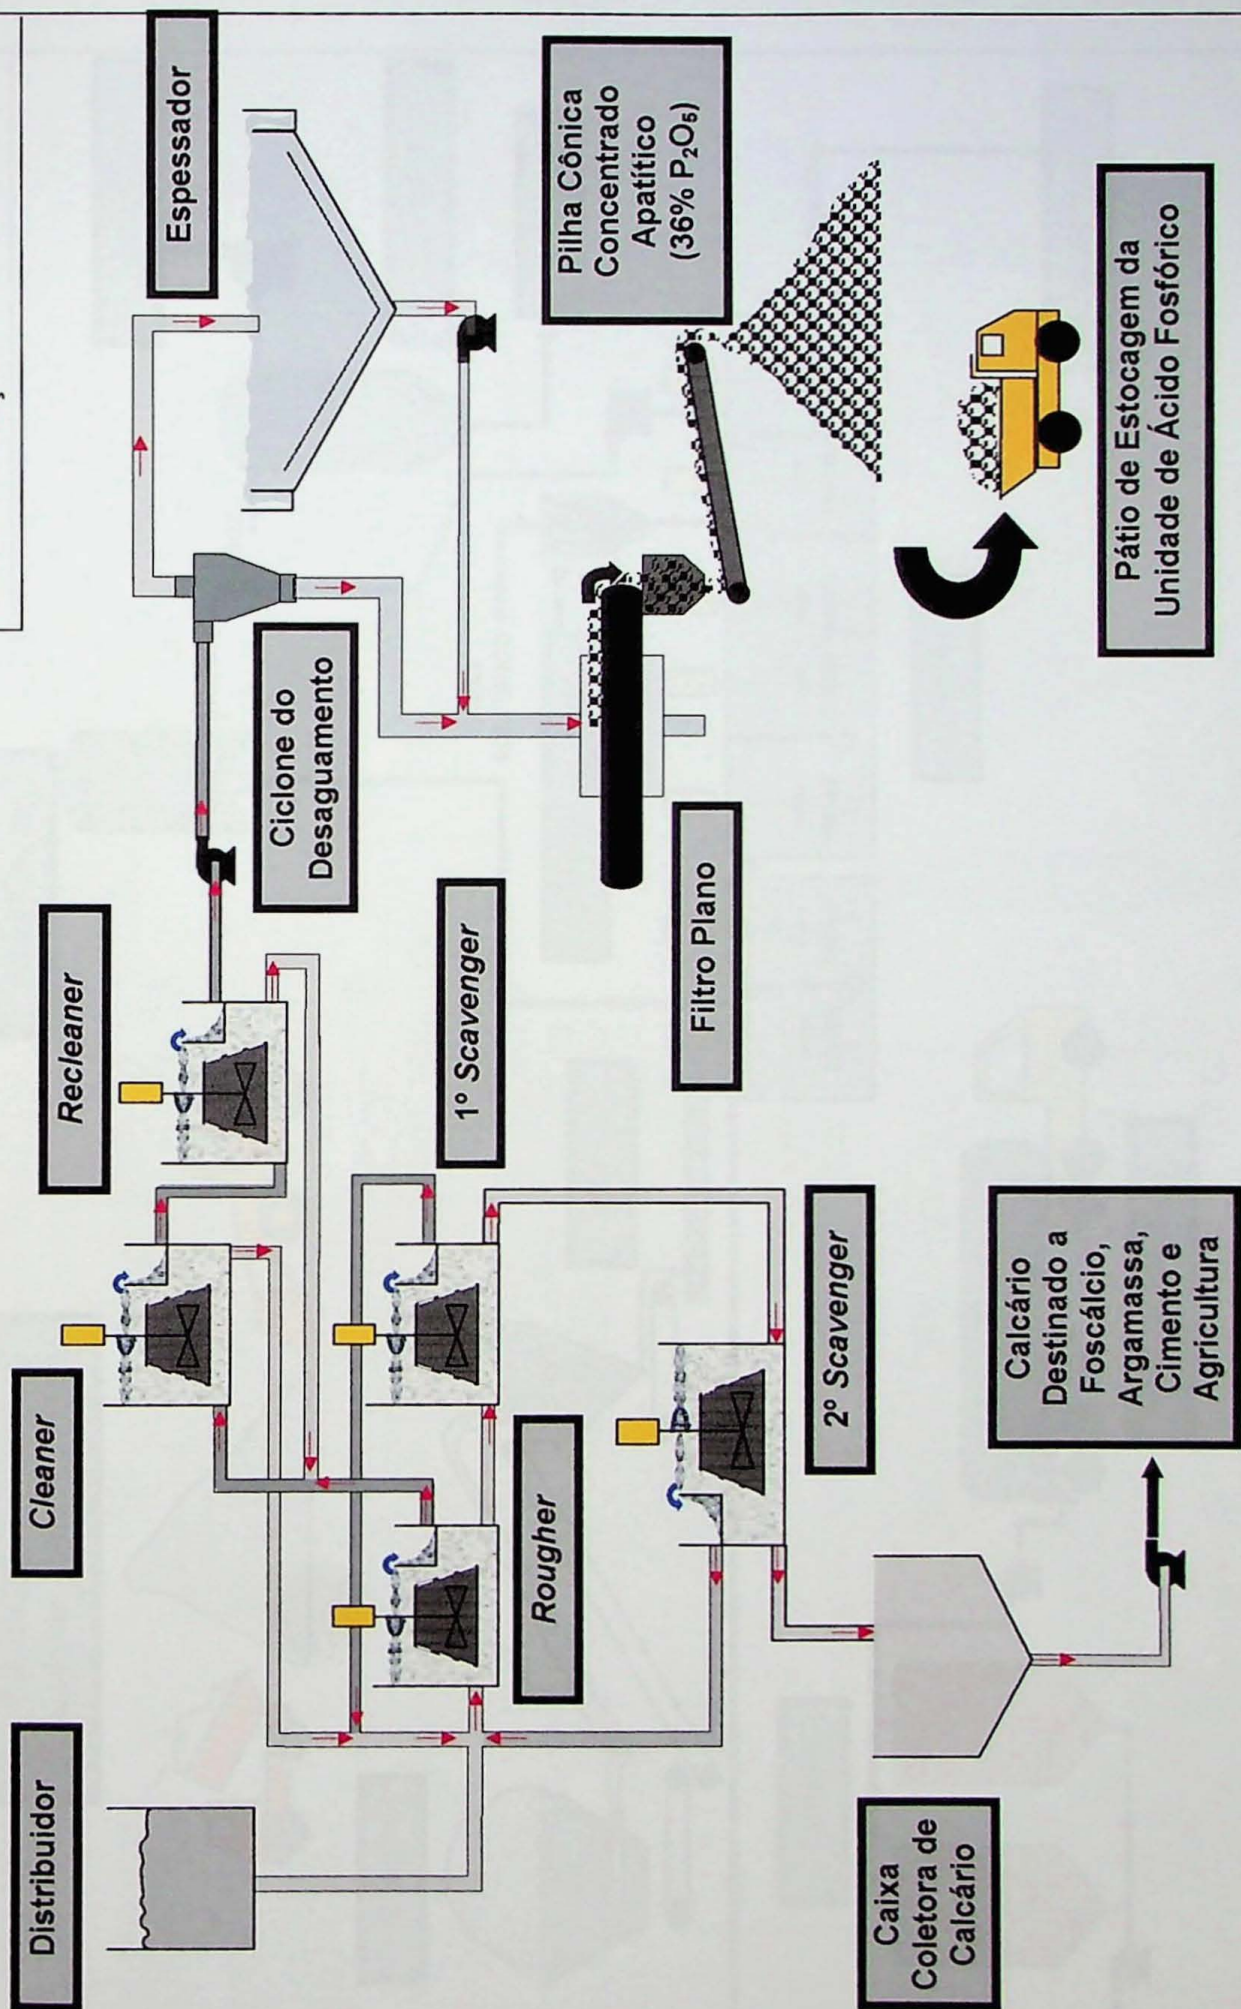 Distribuidor
Cleaner
Recleaner
Espessador
Ciclone do
Desaguamento
1º Scavenger
Rougher
Pilha Cônica
Concentrado
Apatítico
(36% P₂O₅)
Filtro Plano
2º Scavenger
Caixa
Coletora de
Calcário
Calcário
Destinado a
Foscálcio,
Argamassa,
Cimento e
Agricultura
Pátio de Estocagem da
Unidade de Ácido Fosfórico